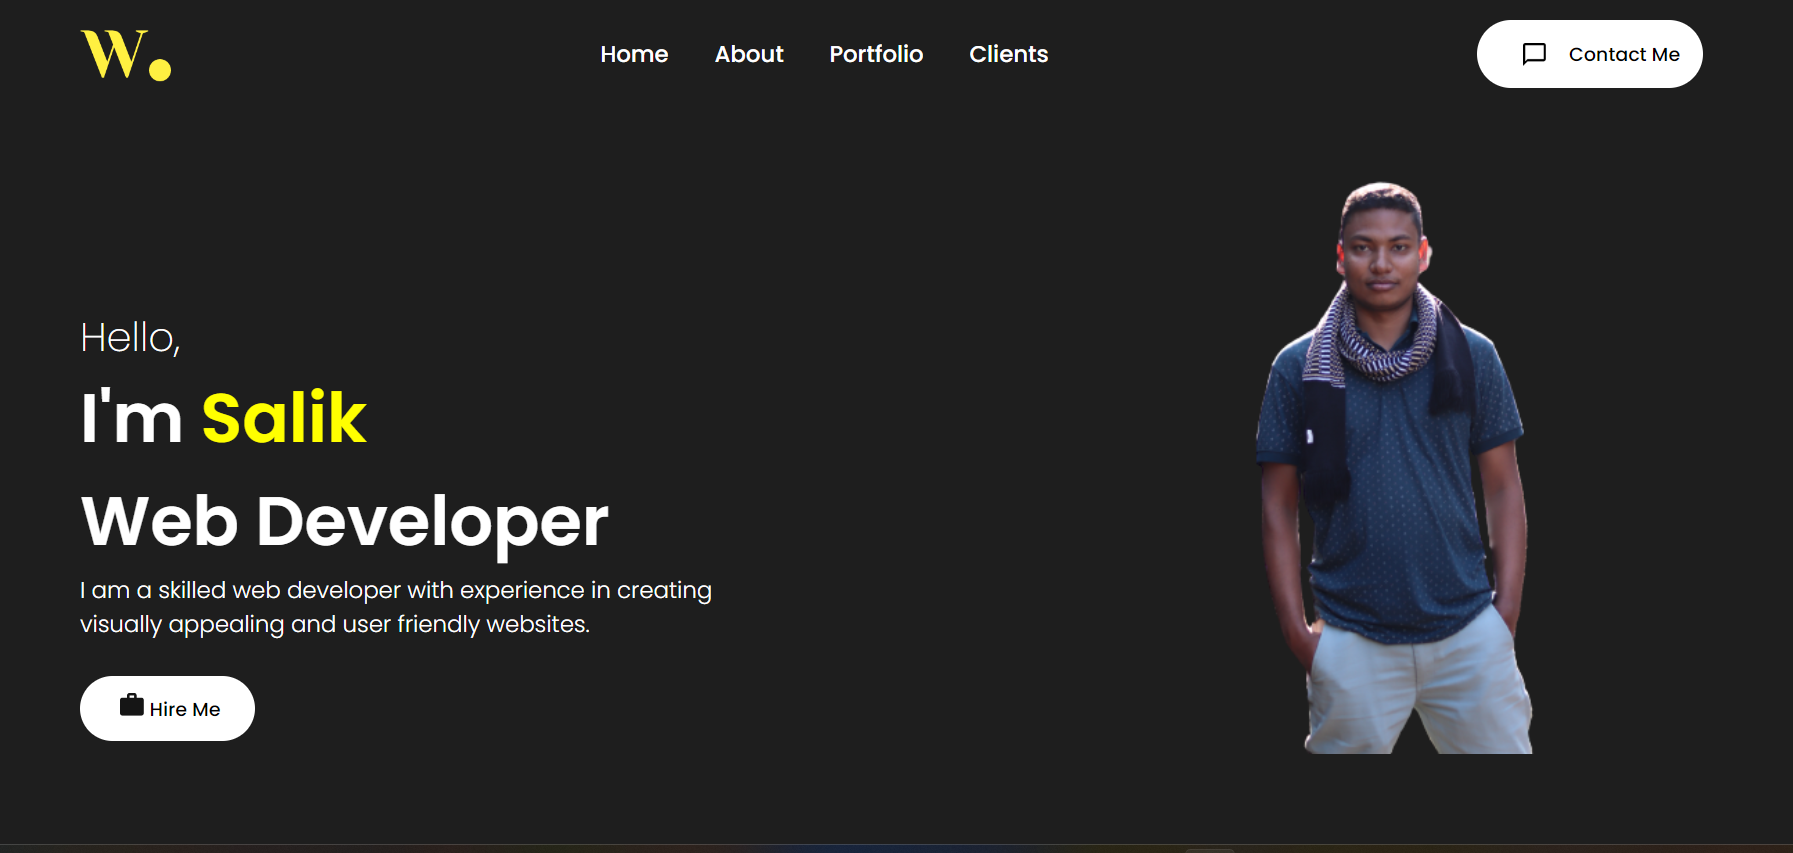 W.
Home
About
Portfolio
Clients
Contact Me
Hello,
I'm Salik
Web Developer
I am a skilled web developer with experience in creating
visually appealing and user friendly websites.
Hire Me